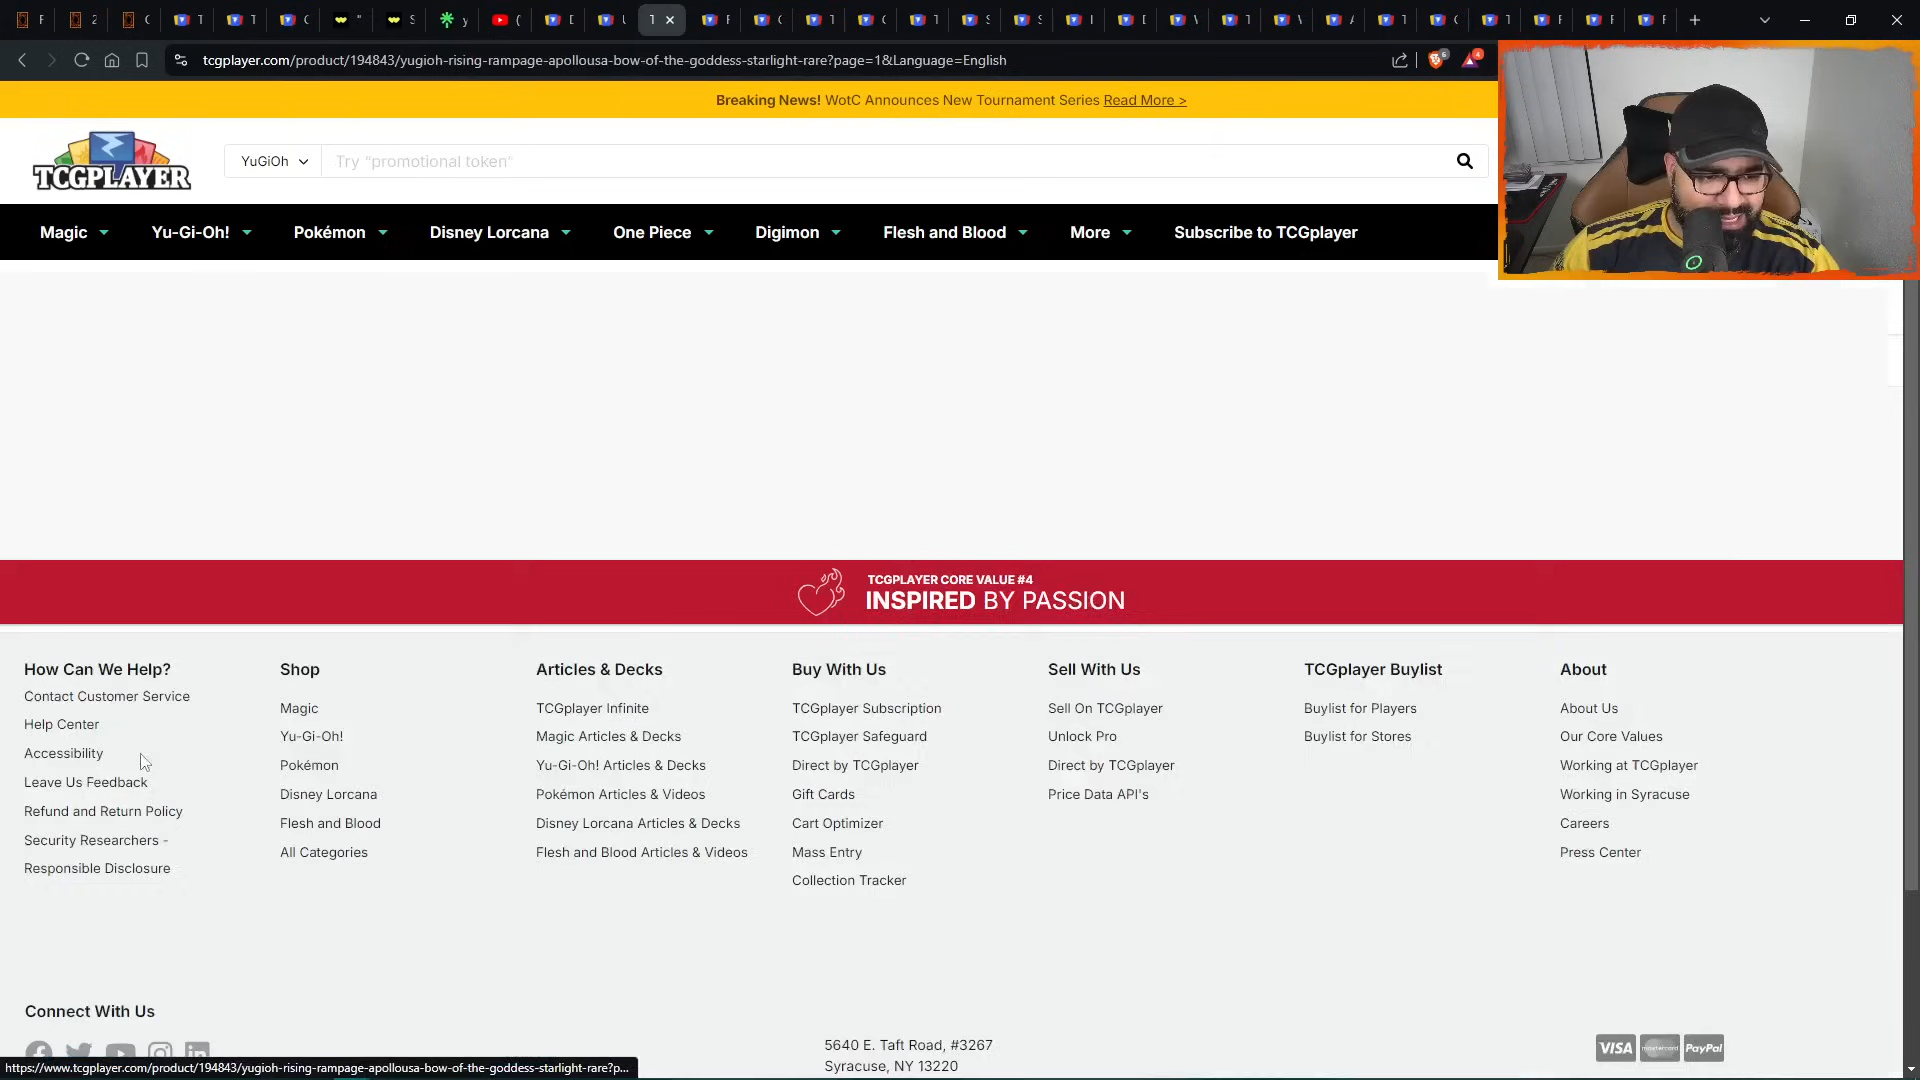 tcgplayer.com/product/194843/yugioh-rising-rampage-apollousa-bow-of-the-goddess-starlight-rare?page=1&Language=English
Breaking News! WotC Announces New Tournament Series Read More >
TCGPLAYER
YuGiOh
Try "promotional token"
Magic
Yu-Gi-Oh!
Pokémon
Disney Lorcana
One Piece
Digimon
Flesh and Blood
More
Subscribe to TCGplayer
TCGPLAYER CORE VALUE #4
INSPIRED BY PASSION
How Can We Help?
Contact Customer Service
Help Center
Accessibility
Leave Us Feedback
Refund and Return Policy
Security Researchers -
Responsible Disclosure
Shop
Magic
Yu-Gi-Oh!
Pokémon
Disney Lorcana
Flesh and Blood
All Categories
Articles & Decks
TCGplayer Infinite
Magic Articles & Decks
Yu-Gi-Oh! Articles & Decks
Pokémon Articles & Videos
Disney Lorcana Articles & Decks
Flesh and Blood Articles & Videos
Buy With Us
TCGplayer Subscription
TCGplayer Safeguard
Direct by TCGplayer
Gift Cards
Cart Optimizer
Mass Entry
Collection Tracker
Sell With Us
Sell On TCGplayer
Unlock Pro
Direct by TCGplayer
Price Data API's
TCGplayer Buylist
Buylist for Players
Buylist for Stores
About
About Us
Our Core Values
Working at TCGplayer
Working in Syracuse
Careers
Press Center
Connect With Us
5640 E. Taft Road, #3267
Syracuse, NY 13220
VISA
mastercard
PayPal
https://www.tcgplayer.com/product/194843/yugioh-rising-rampage-apollousa-bow-of-the-goddess-starlight-rare?p...